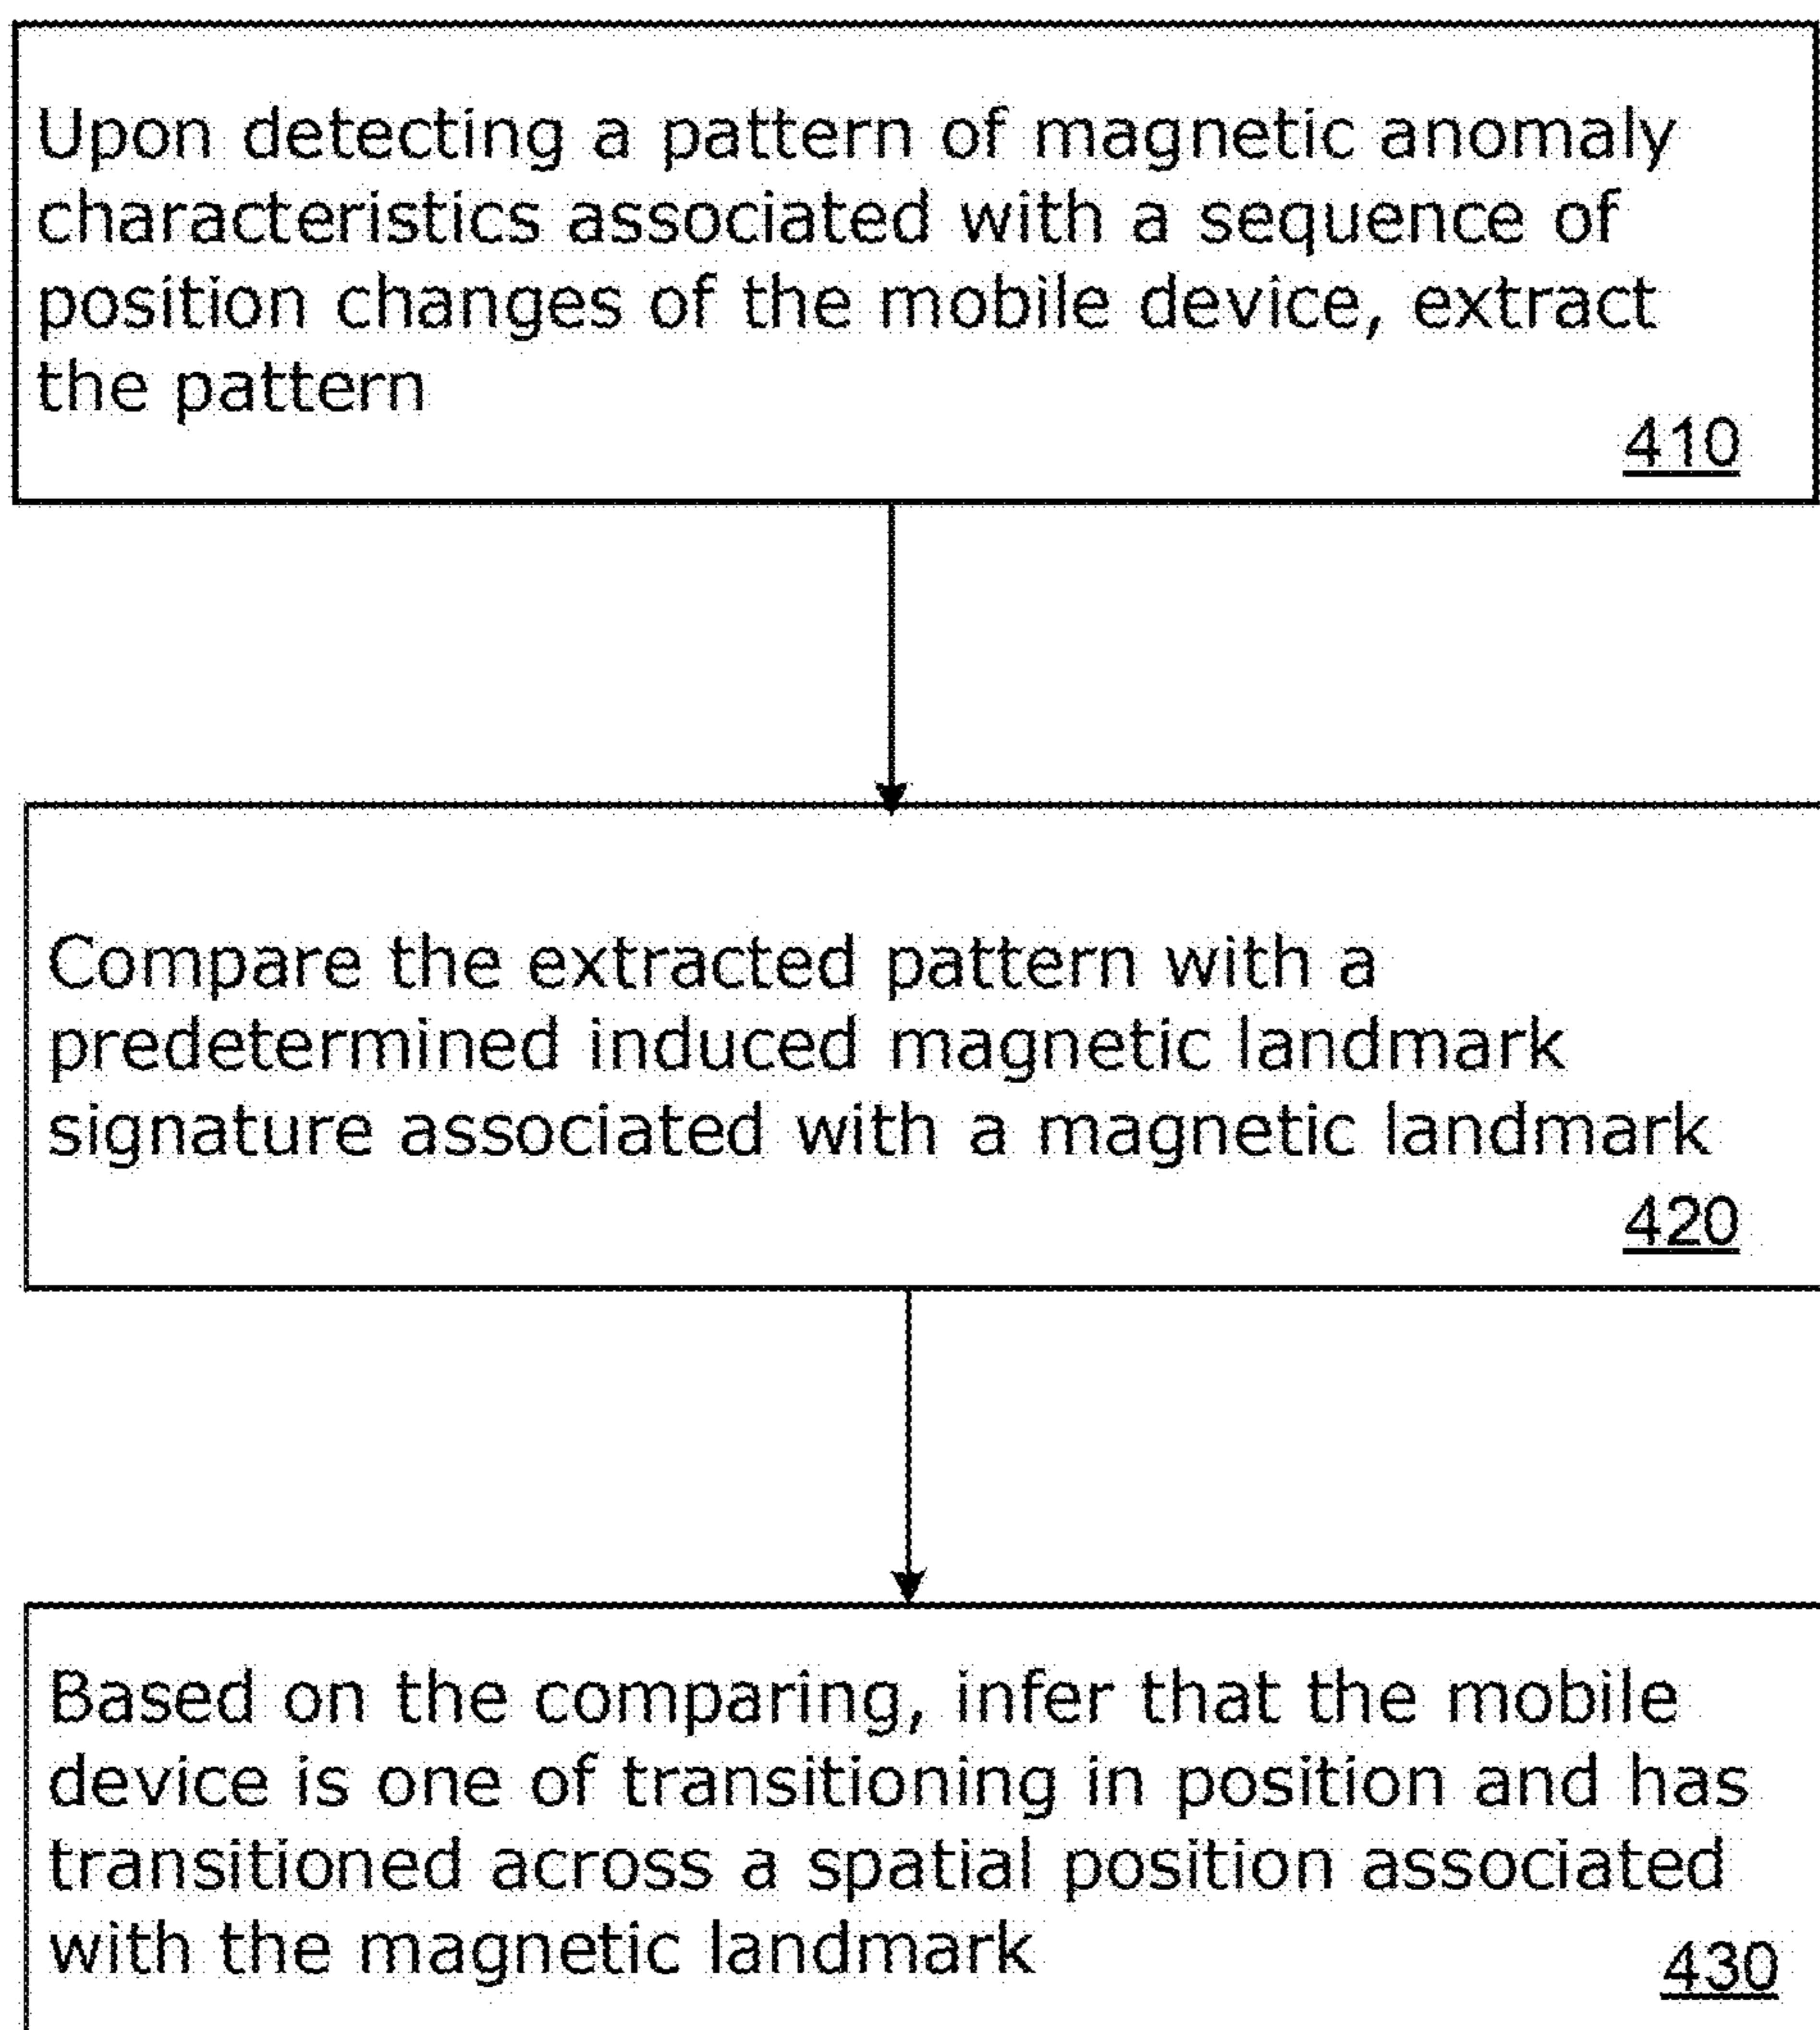 Upon detecting a pattern of magnetic anomaly
characteristics associated with a sequence of
position changes of the mobile device, extract
the pattern
410
Compare the extracted pattern with a
predetermined induced magnetic landmark
signature associated with a magnetic landmark
420
Based on the comparing, infer that the mobile
device is one of transitioning in position and has
transitioned across a spatial position associated
with the magnetic landmark
430